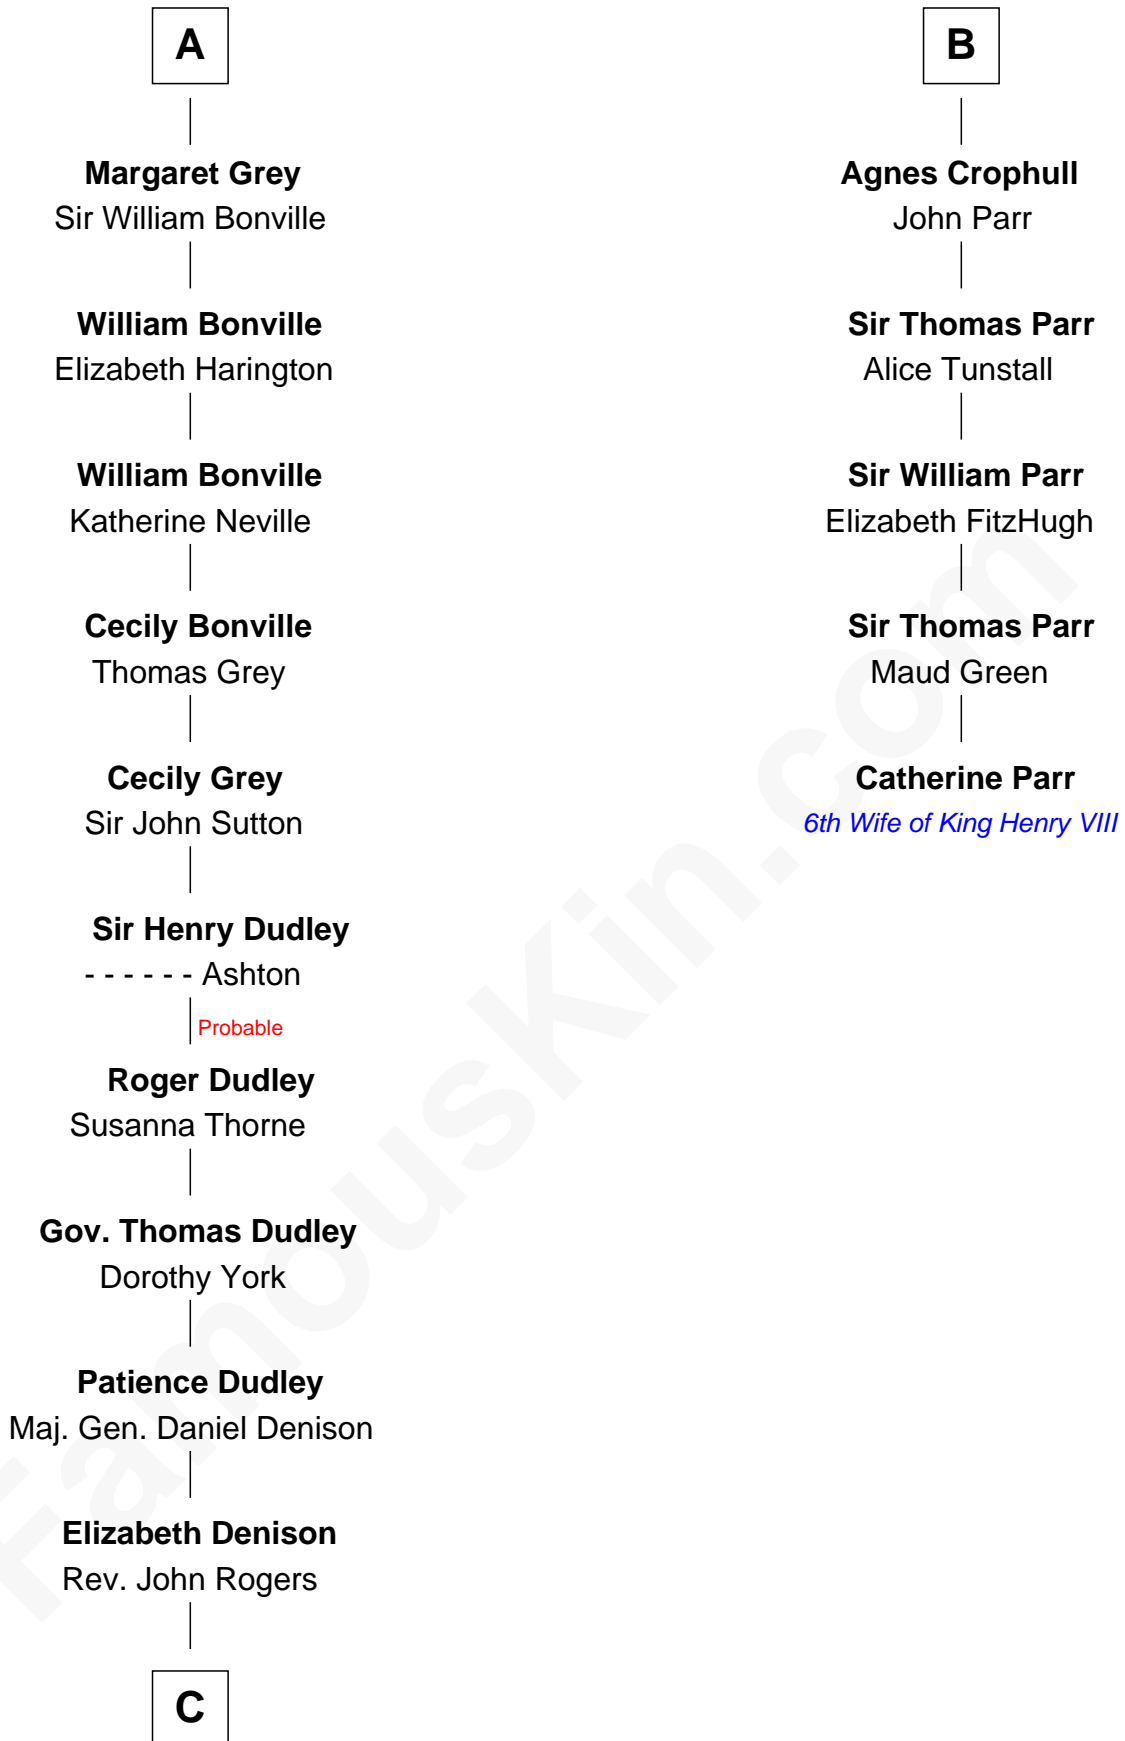 A
Margaret Grey
Sir William Bonville
William Bonville
Elizabeth Harington
William Bonville
Katherine Neville
Cecily Bonville
Thomas Grey
Cecily Grey
Sir John Sutton
Sir Henry Dudley
- - - - - - Ashton
Probable
Roger Dudley
Susanna Thorne
Gov. Thomas Dudley
Dorothy York
Patience Dudley
Maj. Gen. Daniel Denison
Elizabeth Denison
Rev. John Rogers
C
B
Agnes Crophull
John Parr
Sir Thomas Parr
Alice Tunstall
Sir William Parr
Elizabeth FitzHugh
Sir Thomas Parr
Maud Green
Catherine Parr
6th Wife of King Henry VIII
FamousKin.com